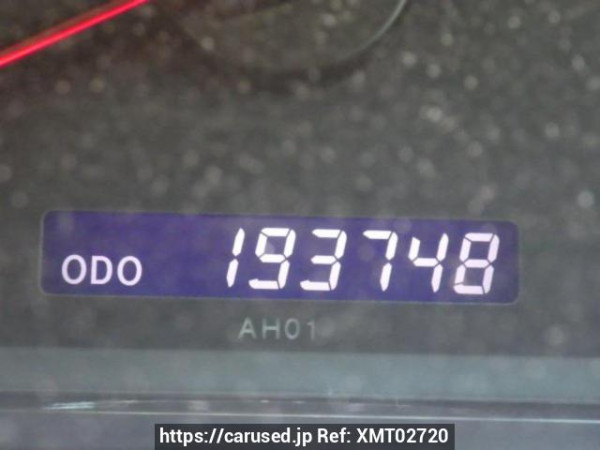 ODO 193748
AH01
https://carused.jp Ref: XMT02720